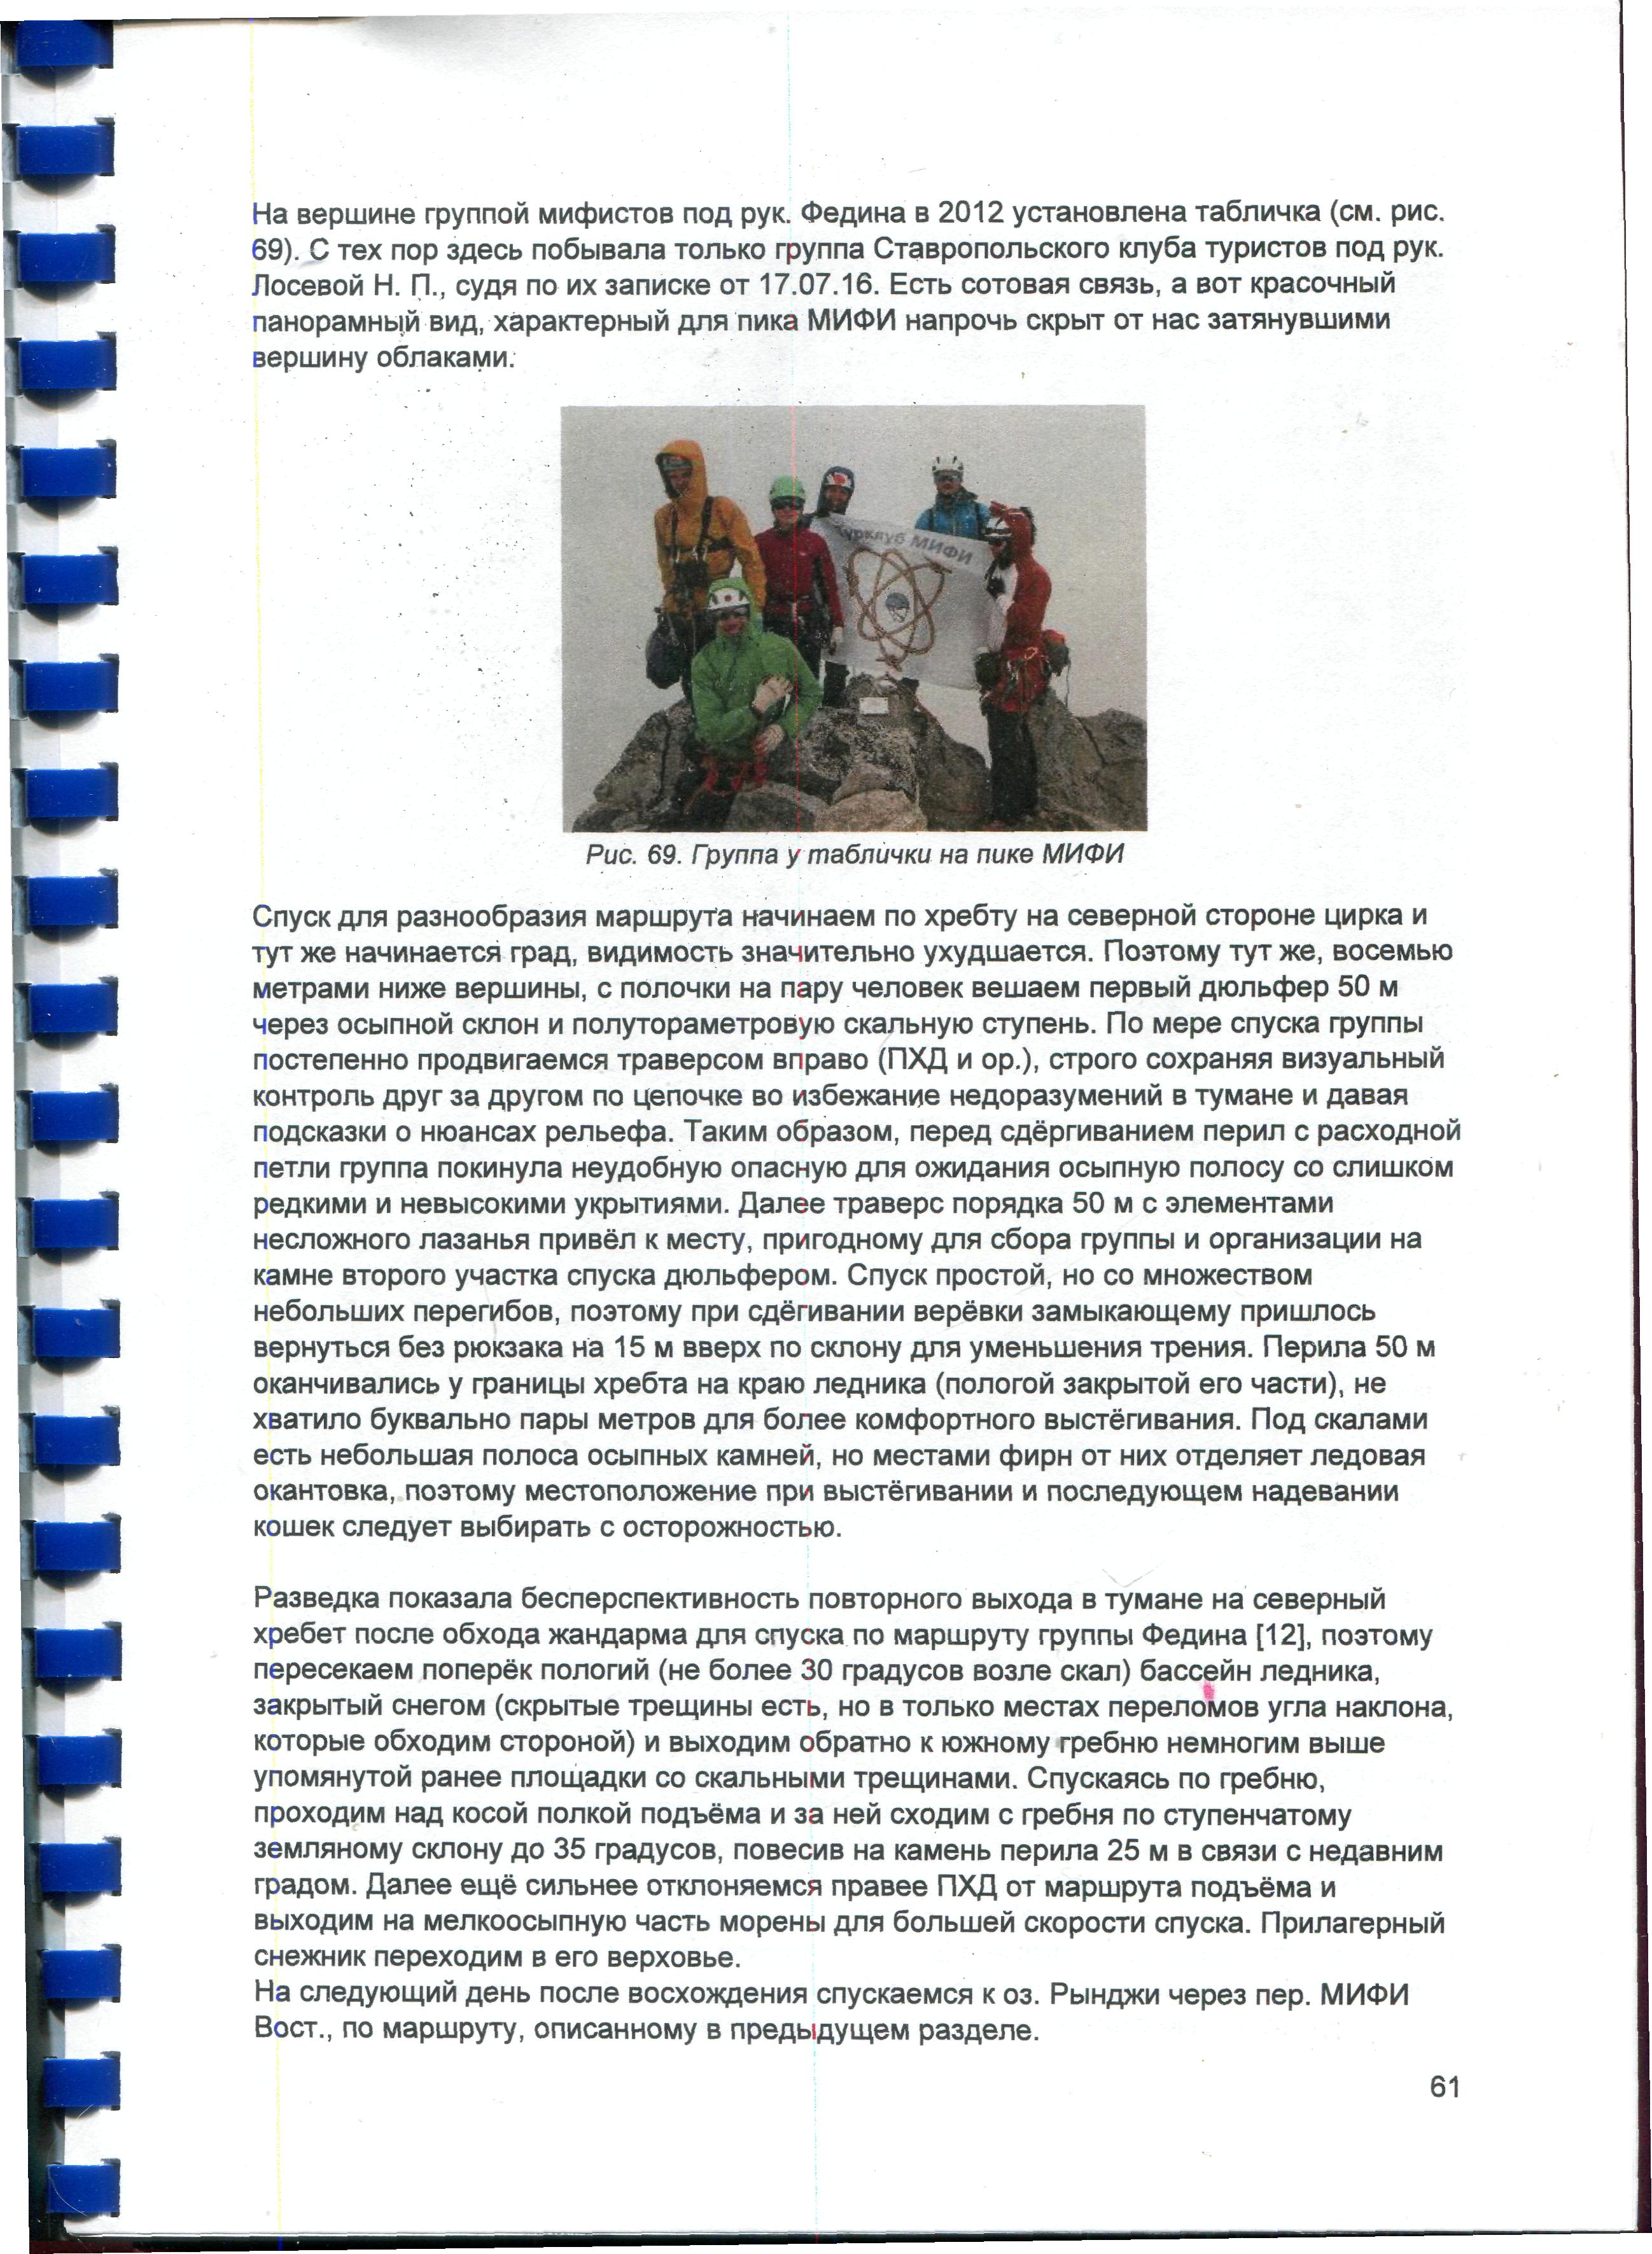 На вершине группой мифистов под рук. Федина в 2012 установлена табличка (см. рис.
69). С тех пор здесь побывала только группа Ставропольского клуба туристов под рук.
Лосевой Н. П., судя по их записке от 17.07.16. Есть сотовая связь, а вот красочный
панорамный вид, характерный для пика МИФИ напрочь скрыт от нас затянувшими
вершину облаками.
урклуб МИФИ
Рис. 69. Группа у таблички на пике МИФИ
Спуск для разнообразия маршрута начинаем по хребту на северной стороне цирка и
тут же начинается град, видимость значительно ухудшается. Поэтому тут же, восемью
метрами ниже вершины, с полочки на пару человек вешаем первый дюльфер 50 м
через осыпной склон и полутораметровую скальную ступень. По мере спуска группы
постепенно продвигаемся траверсом вправо (ПХД и ор.), строго сохраняя визуальный
контроль друг за другом по цепочке во избежание недоразумений в тумане и давая
подсказки о нюансах рельефа. Таким образом, перед сдёргиванием перил с расходной
петли группа покинула неудобную опасную для ожидания осыпную полосу со слишком
редкими и невысокими укрытиями. Далее траверс порядка 50 м с элементами
несложного лазанья привёл к месту, пригодному для сбора группы и организации на
камне второго участка спуска дюльфером. Спуск простой, но со множеством
небольших перегибов, поэтому при сдёгивании верёвки замыкающему пришлось
вернуться без рюкзака на 15 м вверх по склону для уменьшения трения. Перила 50 м
оканчивались у границы хребта на краю ледника (пологой закрытой его части), не
хватило буквально пары метров для более комфортного выстёгивания. Под скалами
есть небольшая полоса осыпных камней, но местами фирн от них отделяет ледовая
окантовка, поэтому местоположение при выстёгивании и последующем надевании
кошек следует выбирать с осторожностью.
Разведка показала бесперспективность повторного выхода в тумане на северный
хребет после обхода жандарма для спуска по маршруту группы Федина [12], поэтому
пересекаем поперёк пологий (не более 30 градусов возле скал) бассейн ледника,
закрытый снегом (скрытые трещины есть, но в только местах переломов угла наклона,
которые обходим стороной) и выходим обратно к южному гребню немногим выше
упомянутой ранее площадки со скальными трещинами. Спускаясь по гребню,
проходим над косой полкой подъёма и за ней сходим с гребня по ступенчатому
земляному склону до 35 градусов, повесив на камень перила 25 м в связи с недавним
градом. Далее ещё сильнее отклоняемся правее ПХД от маршрута подъёма и
выходим на мелкоосыпную часть морены для большей скорости спуска. Прилагерный
снежник переходим в его верховье.
На следующий день после восхождения спускаемся к оз. Рынджи через пер. МИФИ
Вост., по маршруту, описанному в предыдущем разделе.
61